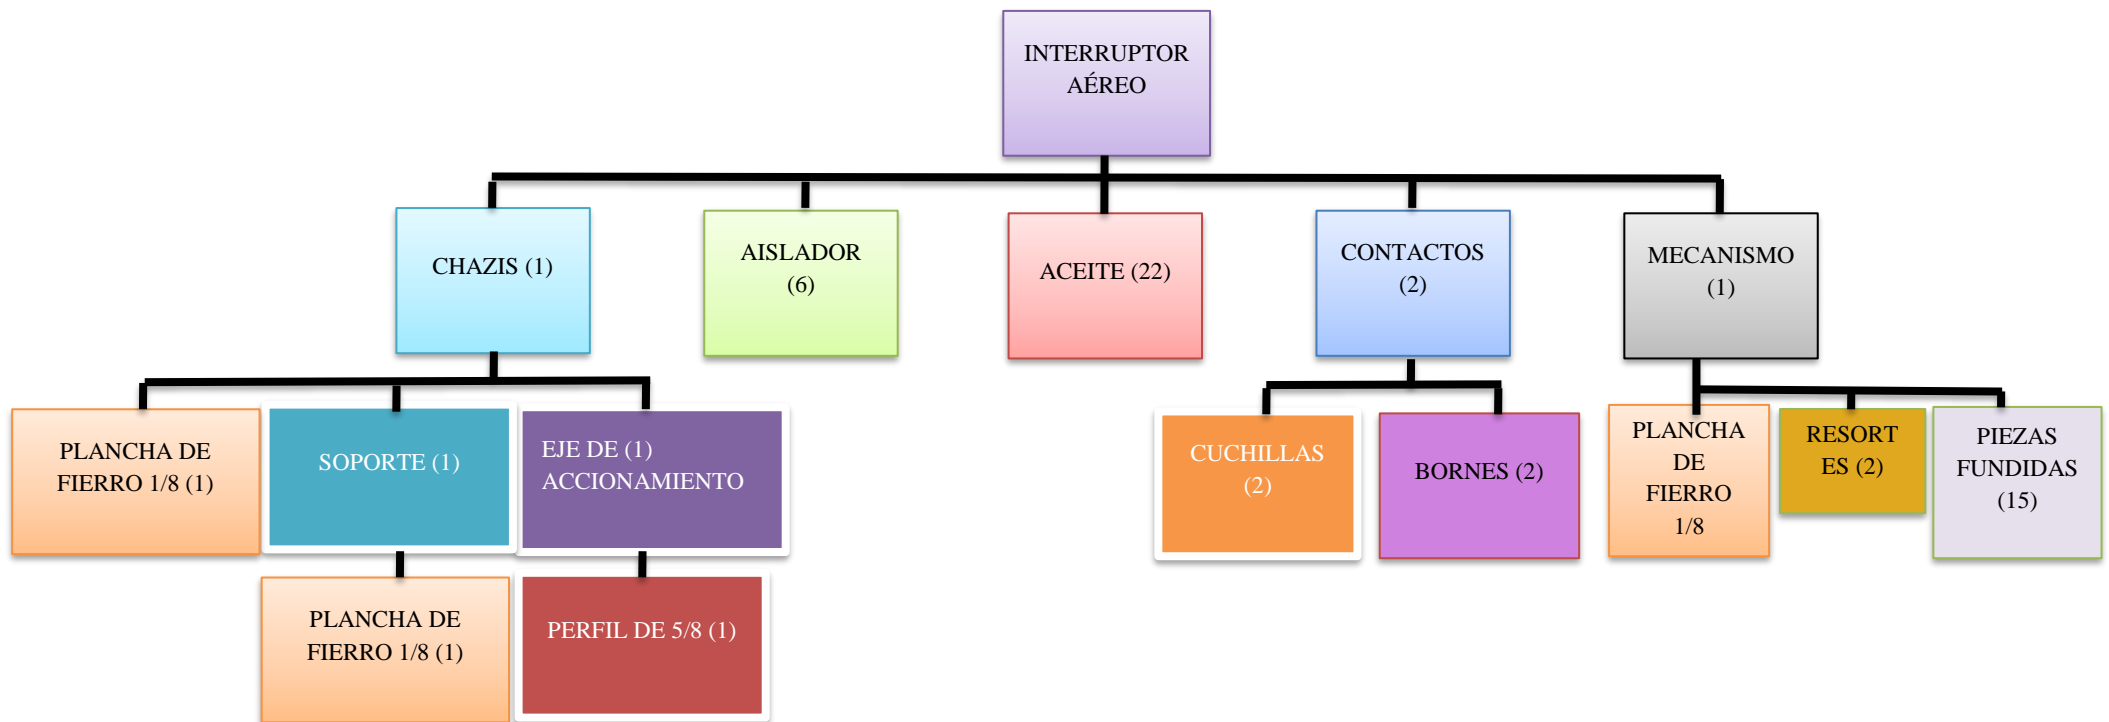 INTERRUPTOR
AÉREO
CHAZIS (1)
AISLADOR
(6)
ACEITE (22)
CONTACTOS
(2)
MECANISMO
(1)
PLANCHA DE
FIERRO 1/8 (1)
SOPORTE (1)
EJE DE (1)
ACCIONAMIENTO
CUCHILLAS
(2)
BORNES (2)
PLANCHA
DE
FIERRO
1/8
RESORT
ES (2)
PIEZAS
FUNDIDAS
(15)
PLANCHA DE
FIERRO 1/8 (1)
PERFIL DE 5/8 (1)